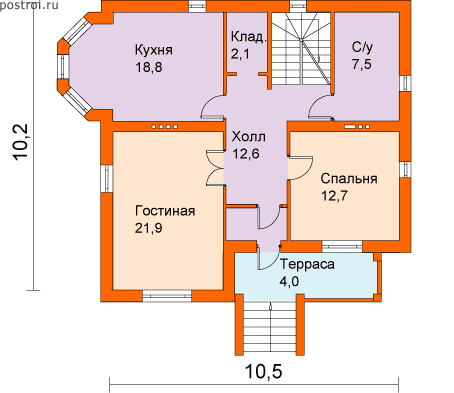 postroi.ru
Кухня
18,8
Клад.
2,1
С/у
7,5
Холл
12,6
Гостиная
21,9
Спальня
12,7
Терраса
4,0
10,2
10,5